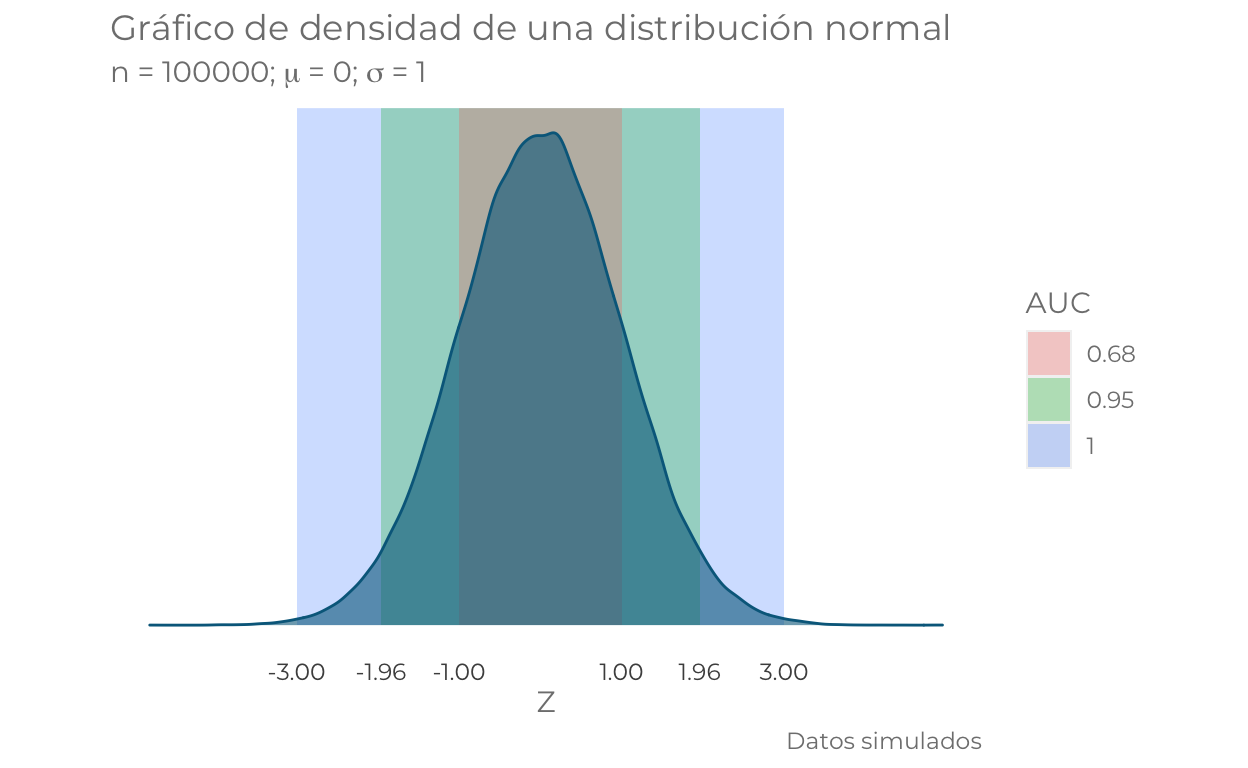 Gráfico de densidad de una distribución normal
n = 100000; μ = 0; σ = 1
AUC
0.68
0.95
1
-3.00 -1.96 -1.00 1.00 1.96 3.00
Z
Datos simulados